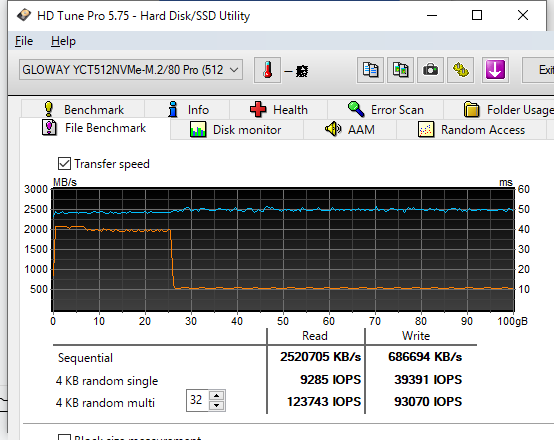 HD Tune Pro 5.75 - Hard Disk/SSD Utility
File Help
GLOWAY YCT512NVMe-M.2/80 Pro (512
Exi
Benchmark Info Health Error Scan Folder Usage
File Benchmark Disk monitor AAM Random Access
Transfer speed
MB/s ms
3000 60
2500 50
2000 40
1500 30
1000 20
500 10
0 10 20 30 40 50 60 70 80 90 100gB
Read Write
Sequential 2520705 KB/s 686694 KB/s
4 KB random single 9285 IOPS 39391 IOPS
4 KB random multi 32 123743 IOPS 93070 IOPS